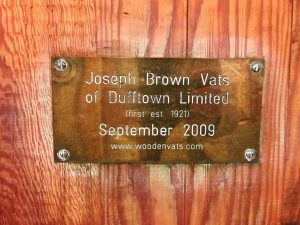 Joseph Brown Vats
of Dufftown Limited
(first est. 1921)
September 2009
www.woodenvats.com